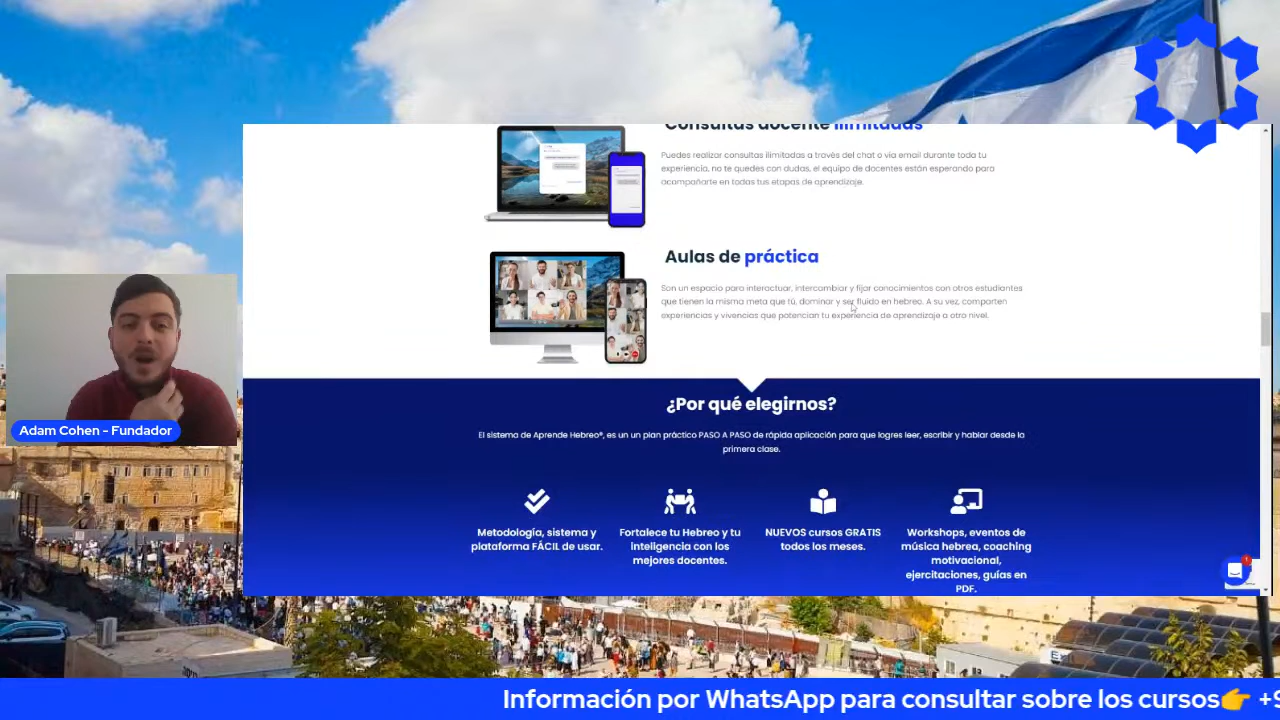 Consultas docente ilimitadas
Puedes realizar consultas ilimitadas a través del chat o via email durante toda tu
experiencia, no te quedes con dudas, el equipo de docentes están esperando para
acompañarte en todas tus etapas de aprendizaje.
Aulas de práctica
Son un espacio para interactuar, intercambiar y fijar conocimientos con otros estudiantes
que tienen la misma meta que tú, dominar y ser fluido en hebreo. A su vez, comparten
experiencias y vivencias que potencian tu experiencia de aprendizaje a otro nivel.
Adam Cohen - Fundador
¿Por qué elegirnos?
El sistema de Aprende Hebreo®, es un un plan práctico PASO A PASO de rápida aplicación para que logres leer, escribir y hablar desde la
primera clase.
Metodología, sistema y
plataforma FÁCIL de usar.
Fortalece tu Hebreo y tu
inteligencia con los
mejores docentes.
NUEVOS cursos GRATIS
todos los meses.
Workshops, eventos de
música hebrea, coaching
motivacional,
ejercitaciones, guías en
PDF.
Información por WhatsApp para consultar sobre los cursos👉 +9